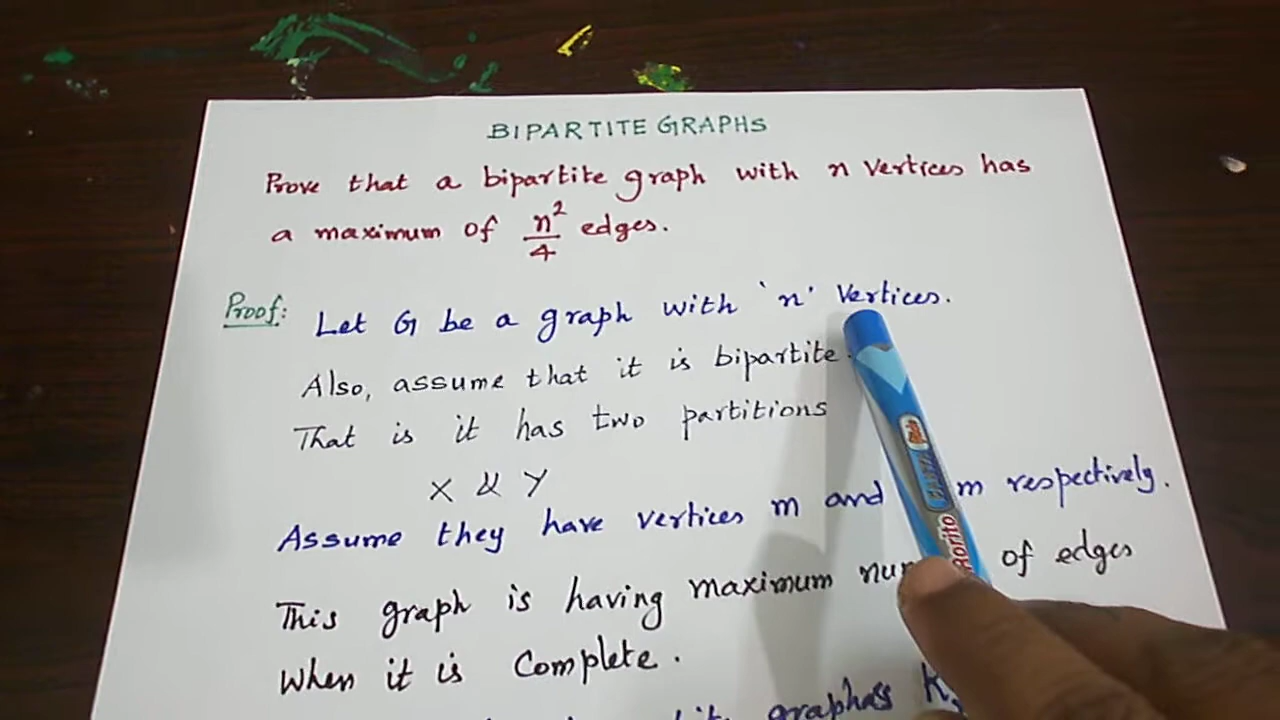 BIPARTITE GRAPHS
Prove that a bipartite graph with n vertices has
a maximum of n²/4 edges.
Proof: Let G be a graph with 'n' vertices.
Also, assume that it is bipartite.
That is it has two partitions
X & Y
Assume they have vertices m and m respectively.
This graph is having maximum of edges
when it is Complete.
graphass K
Rorito